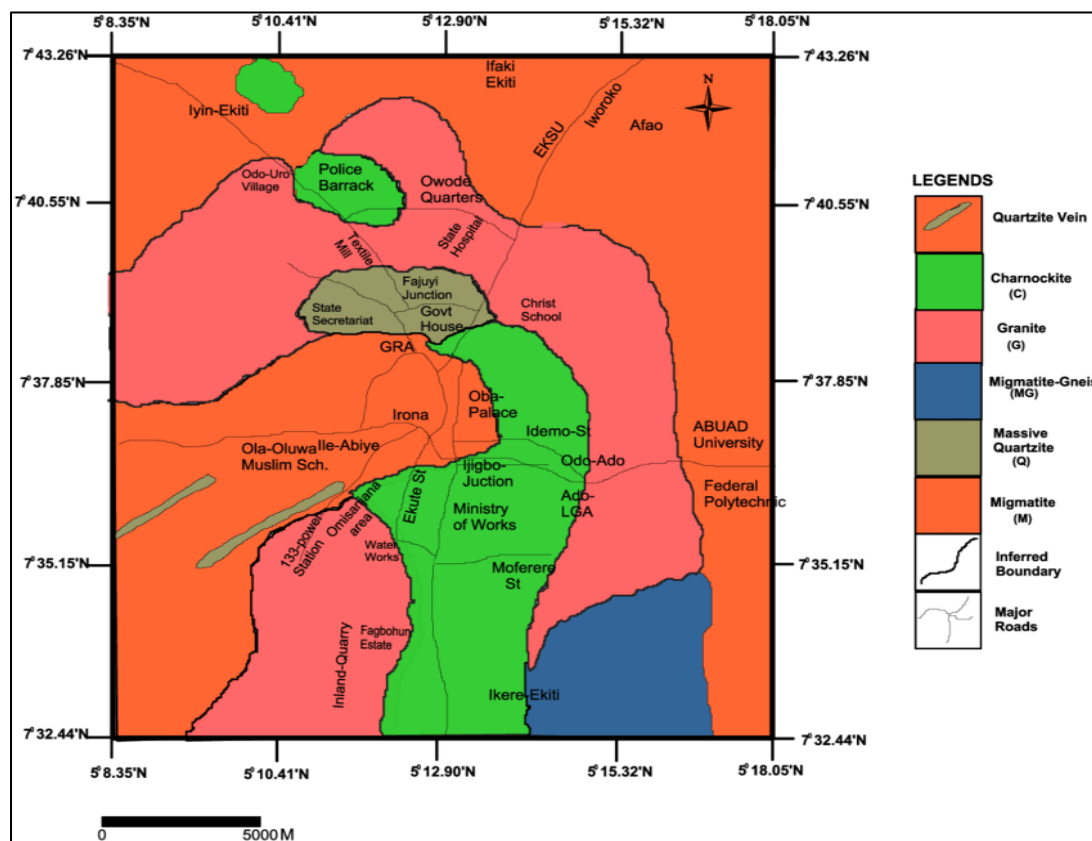 5°8.35'N 5°10.41'N 5°12.90'N 5°15.32'N 5°18.05'N
7°43.26'N
7°43.26'N
Ifaki
Ekiti
N
Iyin-Ekiti
EKSU
Iworoko
Afao
Odo-Uro
Village
Police
Barrack
Owode
Quarters
7°40.55'N
7°40.55'N
Textile
Mill
State
Hospital
Fajuyi
Junction
State
Secretariat
Govt
House
Christ
School
GRA
7°37.85'N
7°37.85'N
Oba-
Palace
Irona
Idemo-St
ABUAD
University
Ola-Oluwa
Muslim Sch.
Ile-Abiye
Ijigbo-
Juction
Odo-Ado
Federal
Polytechnic
Ekute St
Ado-
LGA
Omisanjana
area
Ministry
of Works
133-power
Station
Water
Works
7°35.15'N
7°35.15'N
Moferere
St
Fagbohun
Estate
Inland-Quarry
Ikere-Ekiti
7°32.44'N
7°32.44'N
5°8.35'N 5°10.41'N 5°12.90'N 5°15.32'N 5°18.05'N
0 5000 M
LEGENDS
Quartzite Vein
Charnockite
(C)
Granite
(G)
Migmatite-Gneis
(MG)
Massive
Quartzite
(Q)
Migmatite
(M)
Inferred
Boundary
Major
Roads